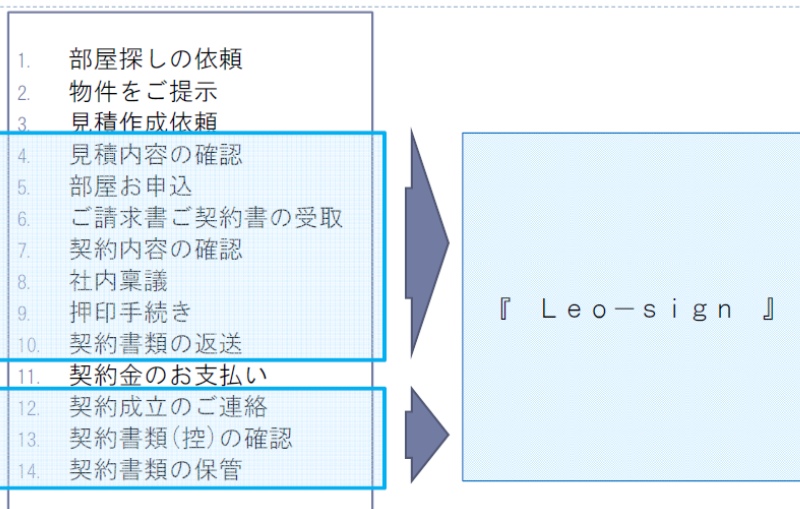 1. 部屋探しの依頼
2. 物件をご提示
3. 見積作成依頼
4. 見積内容の確認
5. 部屋お申込
6. ご請求書ご契約書の受取
7. 契約内容の確認
8. 社内稟議
9. 押印手続き
10. 契約書類の返送
11. 契約金のお支払い
12. 契約成立のご連絡
13. 契約書類(控)の確認
14. 契約書類の保管
『 Leo－sign 』